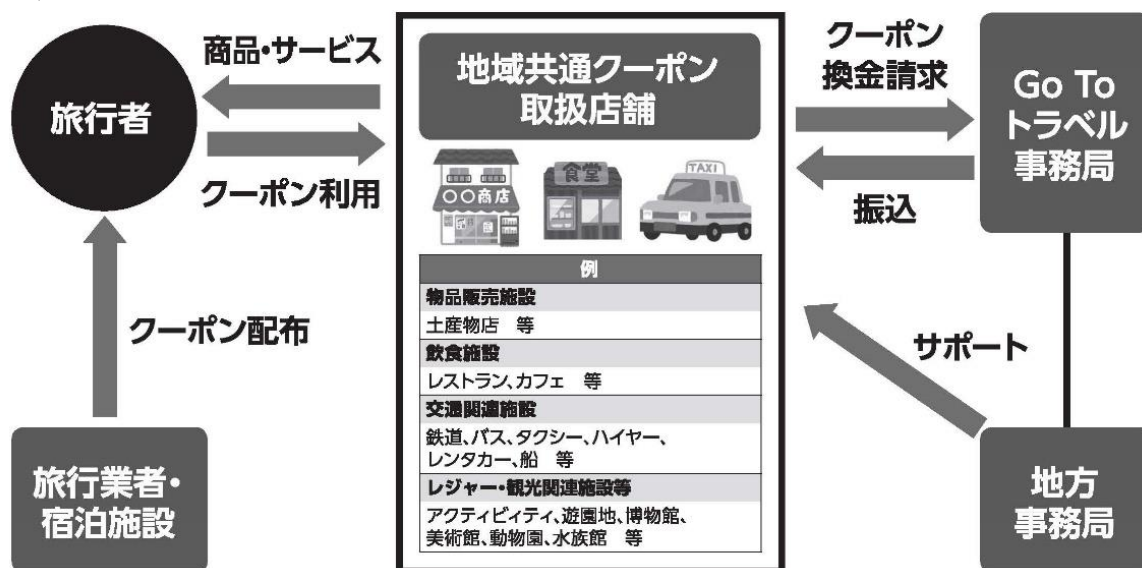 旅行者
商品・サービス
クーポン利用
クーポン配布
旅行業者・
宿泊施設
地域共通クーポン
取扱店舗
〇〇商店
食堂
TAXI
例
物品販売施設
土産物店 等
飲食施設
レストラン、カフェ 等
交通関連施設
鉄道、バス、タクシー、ハイヤー、
レンタカー、船 等
レジャー・観光関連施設等
アクティビィティ、遊園地、博物館、
美術館、動物園、水族館 等
クーポン
換金請求
振込
サポート
Go To
トラベル
事務局
地方
事務局